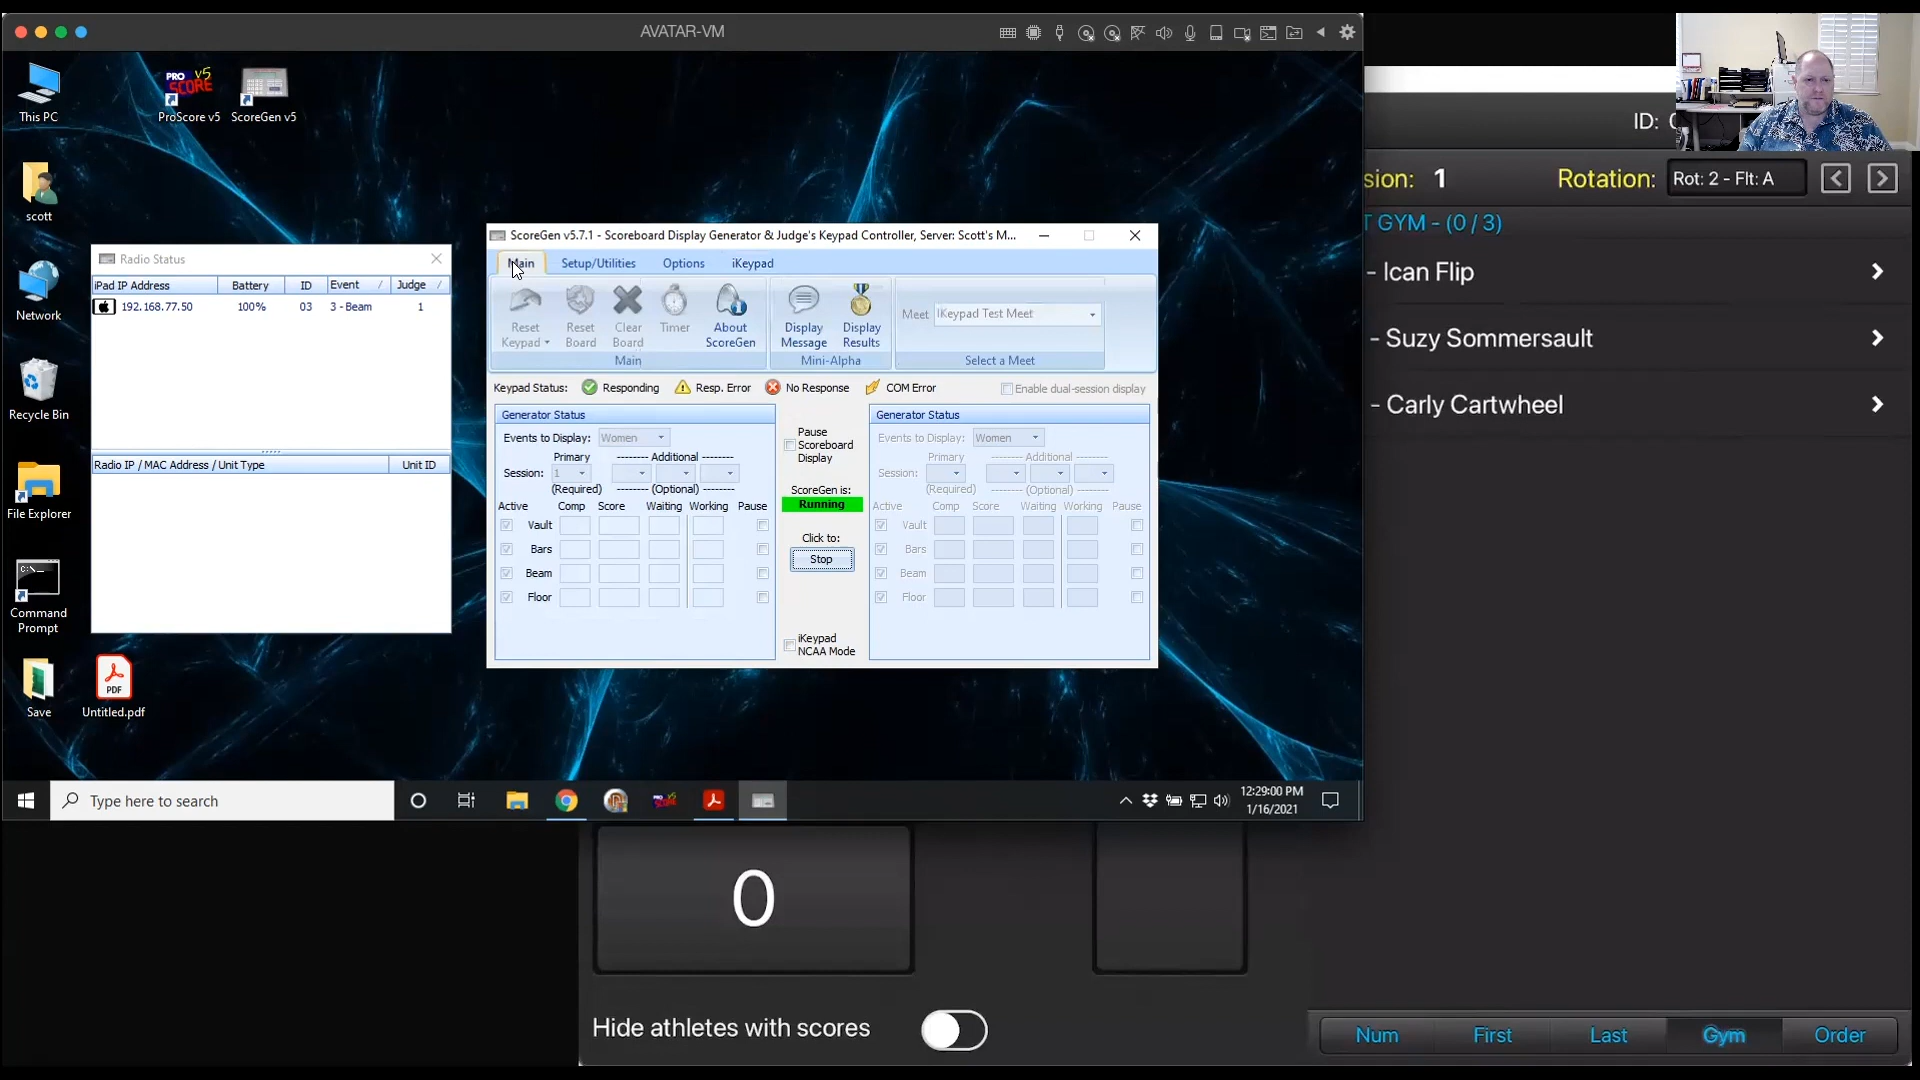 AVATAR-VM
This PC
PRO v5 SCORE
ProScore v5
ScoreGen v5
scott
Network
Recycle Bin
File Explorer
C:\_
Command Prompt
Save
PDF
Untitled.pdf
Radio Status
iPad IP Address Battery ID Event Judge
192.168.77.50 100% 03 3 - Beam 1
Radio IP / MAC Address / Unit Type Unit ID
ScoreGen v5.7.1 - Scoreboard Display Generator & Judge's Keypad Controller, Server: Scott's M...
Main Setup/Utilities Options iKeypad
Reset Keypad
Reset Board
Clear Board
Timer
About ScoreGen
Display Message
Display Results
Meet IKeypad Test Meet
Main Mini-Alpha Select a Meet
Keypad Status: Responding Resp. Error No Response COM Error Enable dual-session display
Generator Status
Events to Display: Women
Primary -------- Additional --------
Session: 1
(Required) -------- (Optional) --------
Active Comp Score Waiting Working Pause
Vault
Bars
Beam
Floor
Pause Scoreboard Display
ScoreGen is:
Running
Click to:
Stop
iKeypad NCAA Mode
Generator Status
Events to Display: Women
Primary -------- Additional --------
Session:
(Required) -------- (Optional) --------
Active Comp Score Waiting Working Pause
Vault
Bars
Beam
Floor
Type here to search
12:29:00 PM
1/16/2021
ID:
sion: 1 Rotation: Rot: 2 - Flt: A
T GYM - (0 / 3)
- Ican Flip
- Suzy Sommersault
- Carly Cartwheel
0
Hide athletes with scores
Num First Last Gym Order